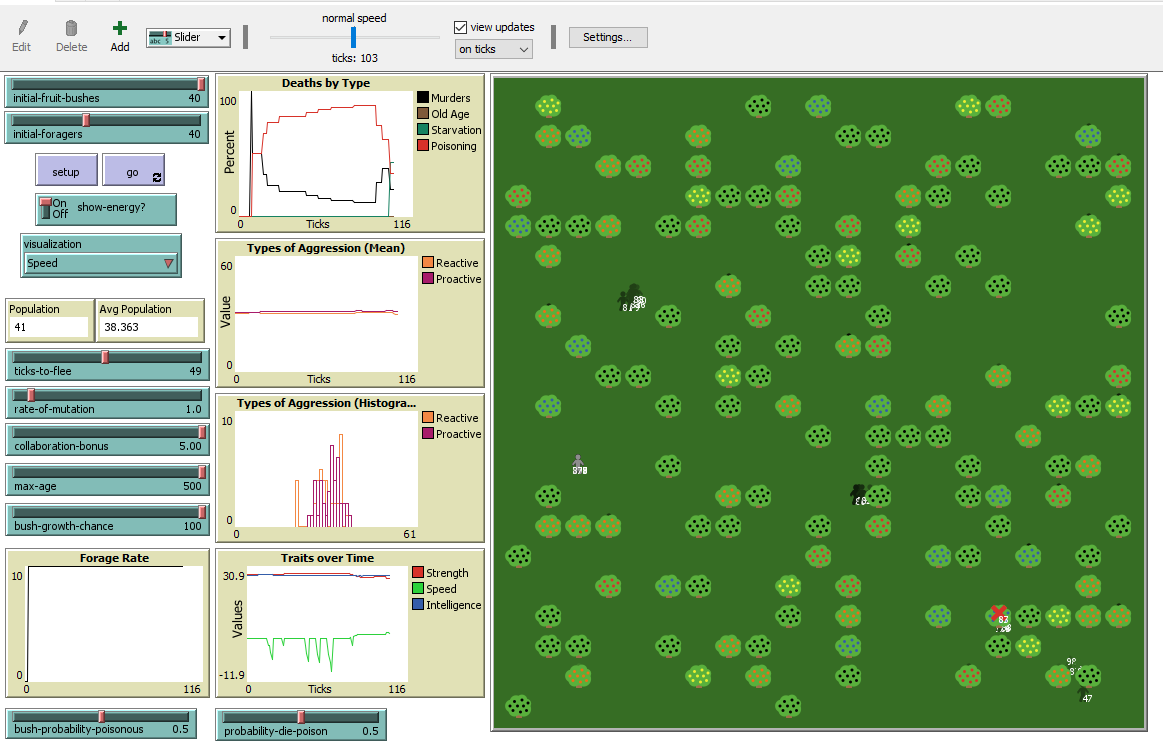 normal speed
view updates
Edit
Delete
Add
abc 5
Slider
on ticks
Settings...
ticks: 103
initial-fruit-bushes
40
initial-foragers
40
setup
go
On
Off
show-energy?
visualization
Speed
Population
41
Avg Population
38.363
ticks-to-flee
49
rate-of-mutation
1.0
collaboration-bonus
5.00
max-age
500
bush-growth-chance
100
Forage Rate
10
0
0
116
bush-probability-poisonous
0.5
Deaths by Type
100
Percent
0
0
Ticks
116
Murders
Old Age
Starvation
Poisoning
Types of Aggression (Mean)
60
Value
0
0
Ticks
116
Reactive
Proactive
Types of Aggression (Histogra...
10
0
0
61
Reactive
Proactive
Traits over Time
30.9
Values
-11.9
0
Ticks
116
Strength
Speed
Intelligence
probability-die-poison
0.5
98
47